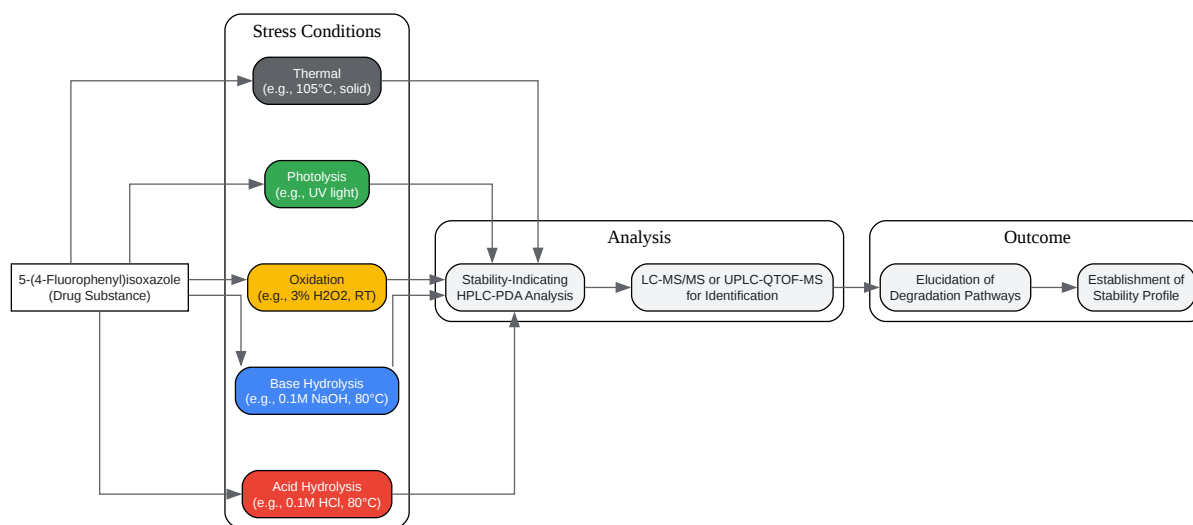 Stress Conditions
Thermal
(e.g., 105°C, solid)
Photolysis
(e.g., UV light)
Analysis
Outcome
5-(4-Fluorophenyl)isoxazole
(Drug Substance)
Oxidation
(e.g., 3% H2O2, RT)
Stability-Indicating
HPLC-PDA Analysis
LC-MS/MS or UPLC-QTOF-MS
for Identification
Elucidation of
Degradation Pathways
Establishment of
Stability Profile
Base Hydrolysis
(e.g., 0.1M NaOH, 80°C)
Acid Hydrolysis
(e.g., 0.1M HCl, 80°C)